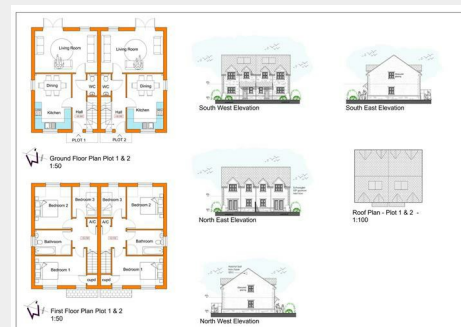 Living Room
Living Room
Dining
WC
WC
Dining
Kitchen
Hall
Hall
Kitchen
PLOT 1
PLOT 2
Ground Floor Plan Plot 1 & 2
1:50
Bedroom 2
Bedroom 3
Bedroom 3
Bedroom 2
A/C
A/C
Bathroom
Bathroom
Bedroom 1
Bedroom 1
cupd
cupd
First Floor Plan Plot 1 & 2
1:50
South West Elevation
South East Elevation
North East Elevation
Roof Plan - Plot 1 & 2 -
1:100
North West Elevation